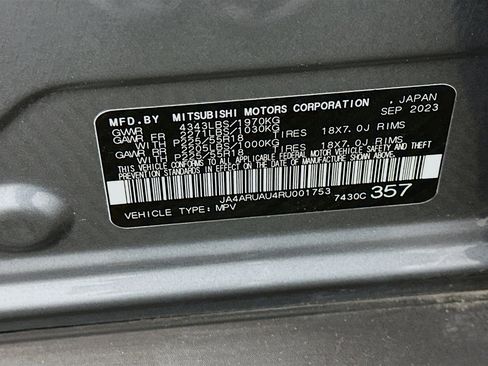 MFD.BY MITSUBISHI MOTORS CORPORATION , JAPAN
GVWR 4343LBS/1970KG SEP 2023
GAWR FR 2271LBS/1030KG TIRES 18X7.0J RIMS
P225/55R18
GAWR RR 2205LBS/1000KG TIRES 18X7.0J RIMS
P225/55R18
THIS VEHICLE CONFORMS TO ALL APPLICABLE FEDERAL MOTOR VEHICLE SAFETY AND THEFT
PREVENTION STANDARDS IN EFFECT ON THE DATE OF MANUFACTURE SHOWN ABOVE.
JA4ARUAU4RU001753
VEHICLE TYPE: MPV 7430C 357